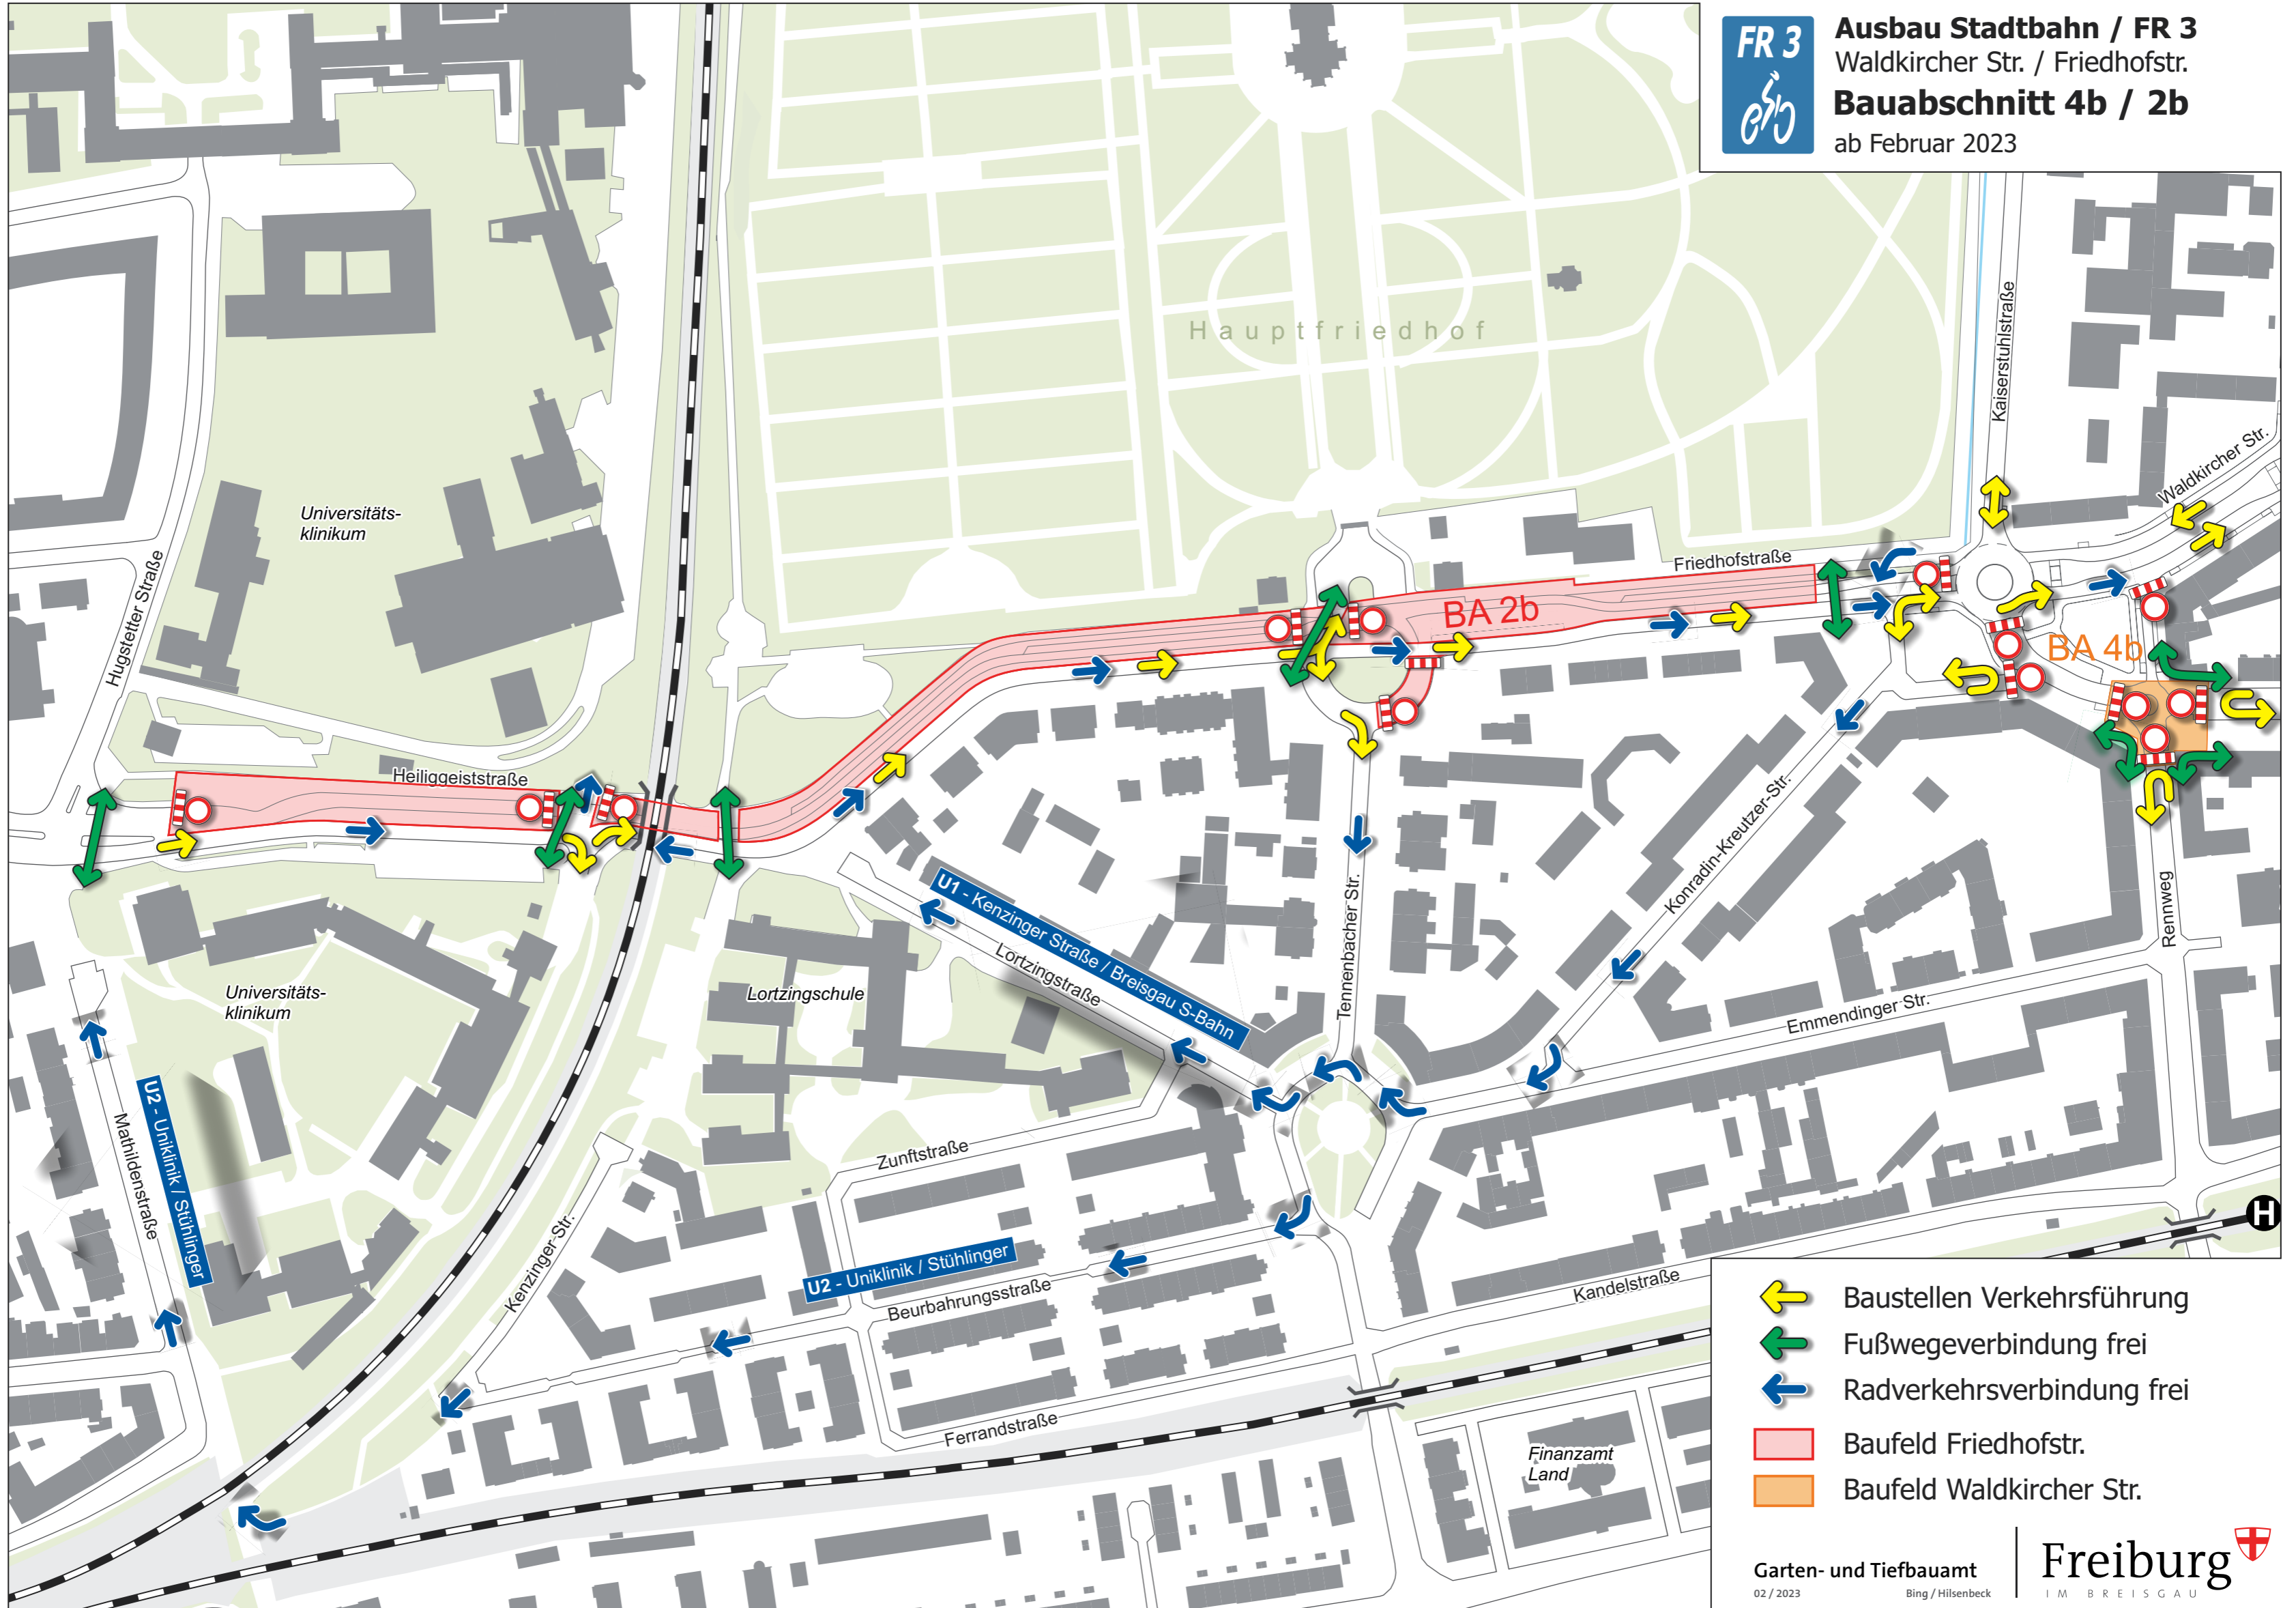 FR 3
Ausbau Stadtbahn / FR 3
Waldkircher Str. / Friedhofstr.
Bauabschnitt 4b / 2b
ab Februar 2023
Hauptfriedhof
Kaiserstuhlstraße
Waldkircher Str.
Universitäts-
klinikum
Hugstetter Straße
Friedhofstraße
BA 2b
BA 4b
Heiliggeiststraße
Konradin-Kreutzer-Str.
Tennenbacher Str.
Rennweg
U1 - Kenzinger Straße / Breisgau S-Bahn
Lortzingstraße
Lortzingschule
Universitäts-
klinikum
Emmendinger Str.
U2 - Uniklinik / Stühlinger
Mathildenstraße
Zunftstraße
Kenzinger Str.
U2 - Uniklinik / Stühlinger
Beurbahrungsstraße
Kandelstraße
Ferrandstraße
Finanzamt
Land
H
Baustellen Verkehrsführung
Fußwegeverbindung frei
Radverkehrsverbindung frei
Baufeld Friedhofstr.
Baufeld Waldkircher Str.
Garten- und Tiefbauamt
02 / 2023 Bing / Hilsenbeck
Freiburg
IM BREISGAU